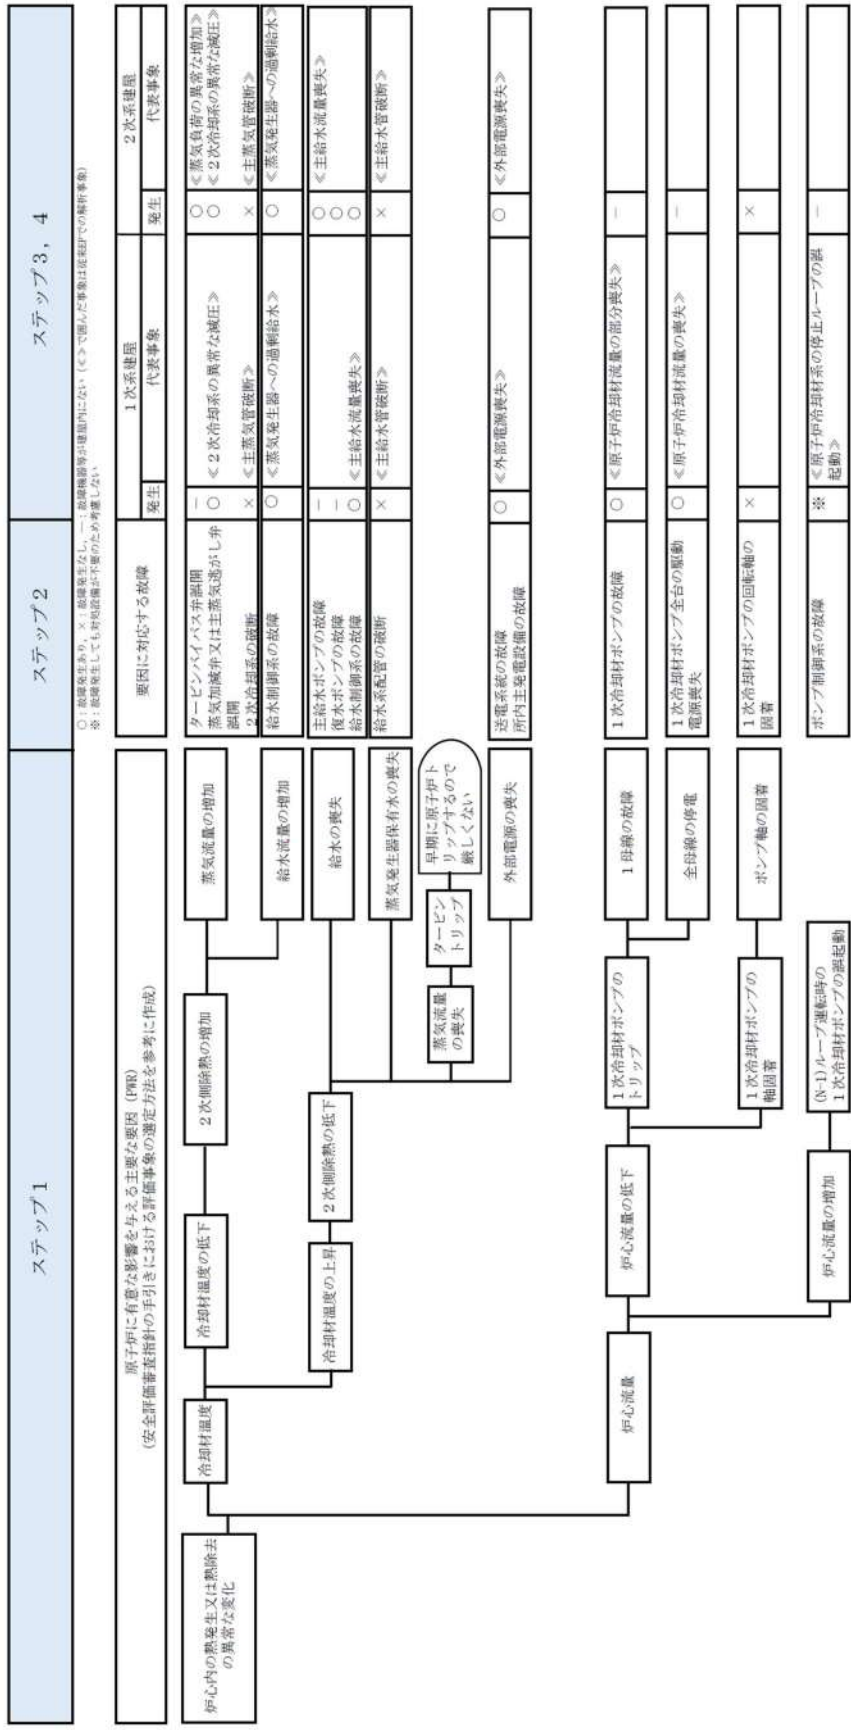 ステップ1
ステップ2
ステップ3，4
○：故障発生あり，×：故障発生なし，－：故障機器等が建屋内にない（≪≫で囲んだ事象は従来EPでの解析事象）
※：故障発生しても対処設備が不要のため考慮しない
原子炉に有意な影響を与える主要な要因（PWR）
（安全評価審査指針の手引きにおける評価事象の選定方法を参考に作成）
要因に対応する故障
1次系建屋
2次系建屋
発生
代表事象
発生
代表事象
炉心内の熱発生又は熱除去
の異常な変化
冷却材温度
冷却材温度の低下
2次側除熱の増加
蒸気流量の増加
タービンバイパス弁誤開
－
○
≪蒸気負荷の異常な増加≫
蒸気加減弁又は主蒸気逃がし弁
誤開
○
≪2次冷却系の異常な減圧≫
○
≪2次冷却系の異常な減圧≫
2次冷却系の破断
×
≪主蒸気管破断≫
×
≪主蒸気管破断≫
給水流量の増加
給水制御系の故障
○
≪蒸気発生器への過剰給水≫
○
≪蒸気発生器への過剰給水≫
冷却材温度の上昇
2次側除熱の低下
給水の喪失
主給水ポンプの故障
－
○
≪主給水流量喪失≫
復水ポンプの故障
－
○
給水制御系の故障
○
≪主給水流量喪失≫
○
蒸気発生器保有水の喪失
給水系配管の破断
×
≪主給水管破断≫
×
≪主給水管破断≫
蒸気流量
の喪失
タービン
トリップ
早期に原子炉ト
リップするので
厳しくない
外部電源の喪失
送電系統の故障
所内主発電設備の故障
○
≪外部電源喪失≫
○
≪外部電源喪失≫
炉心流量
炉心流量の低下
1次冷却材ポンプの
トリップ
1母線の故障
1次冷却材ポンプの故障
○
≪原子炉冷却材流量の部分喪失≫
－
全母線の停電
1次冷却材ポンプ全台の駆動
電源喪失
○
≪原子炉冷却材流量の喪失≫
－
1次冷却材ポンプの
軸固着
ポンプ軸の固着
1次冷却材ポンプの回転軸の
固着
×
×
炉心流量の増加
(N-1)ループ運転時の
1次冷却材ポンプの誤起動
ポンプ制御系の故障
※
≪原子炉冷却材系の停止ループの誤
起動≫
－